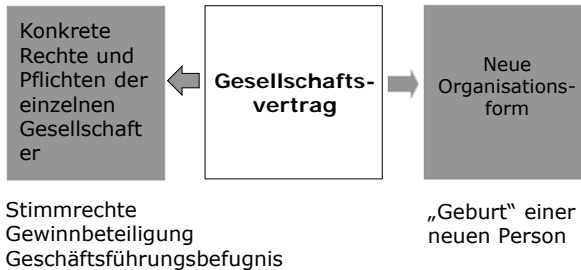 Konkrete
Rechte und
Pflichten der
einzelnen
Gesellschaft
er
Gesellschafts-
vertrag
Neue
Organisations-
form
Stimmrechte
Gewinnbeteiligung
Geschäftsführungsbefugnis
„Geburt“ einer
neuen Person